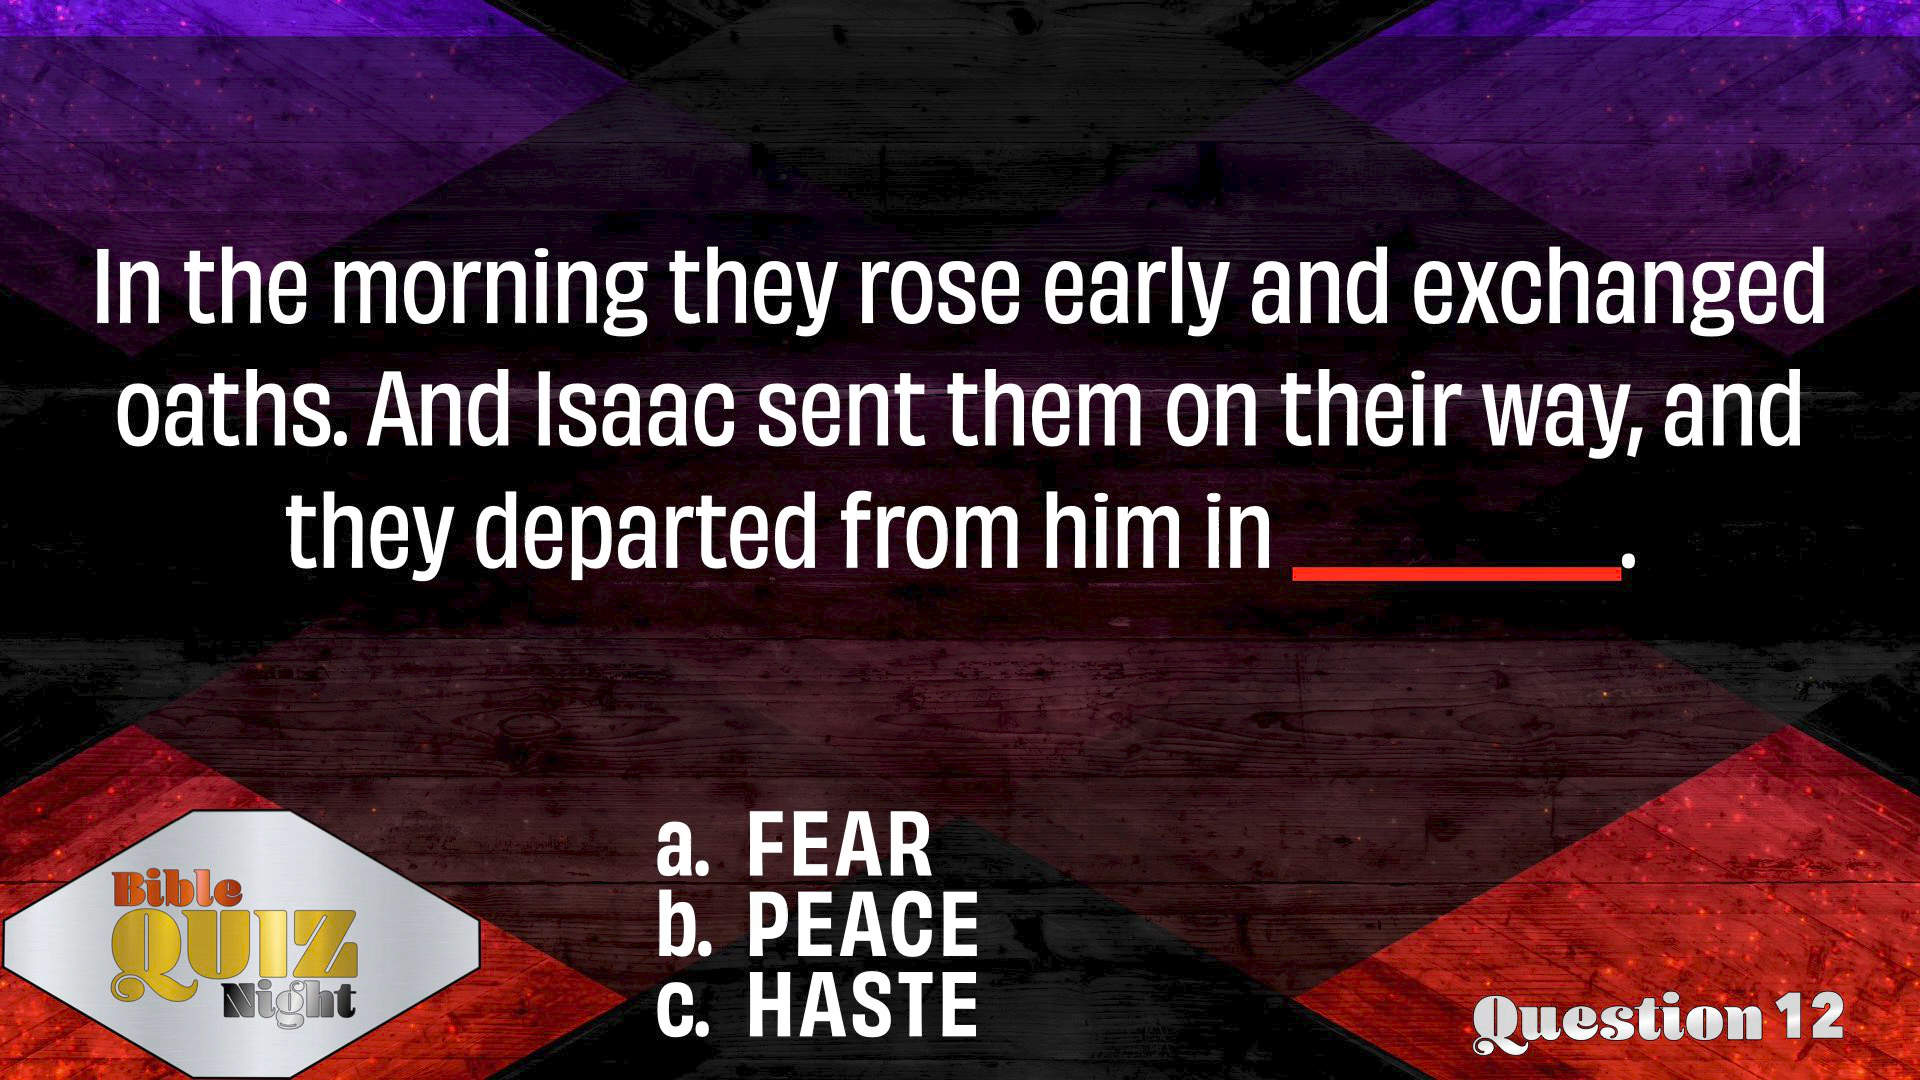 In the morning they rose early and exchanged
oaths. And Isaac sent them on their way, and
they departed from him in ________.
a. FEAR
b. PEACE
c. HASTE
Bible
QUIZ
Night
Question 12